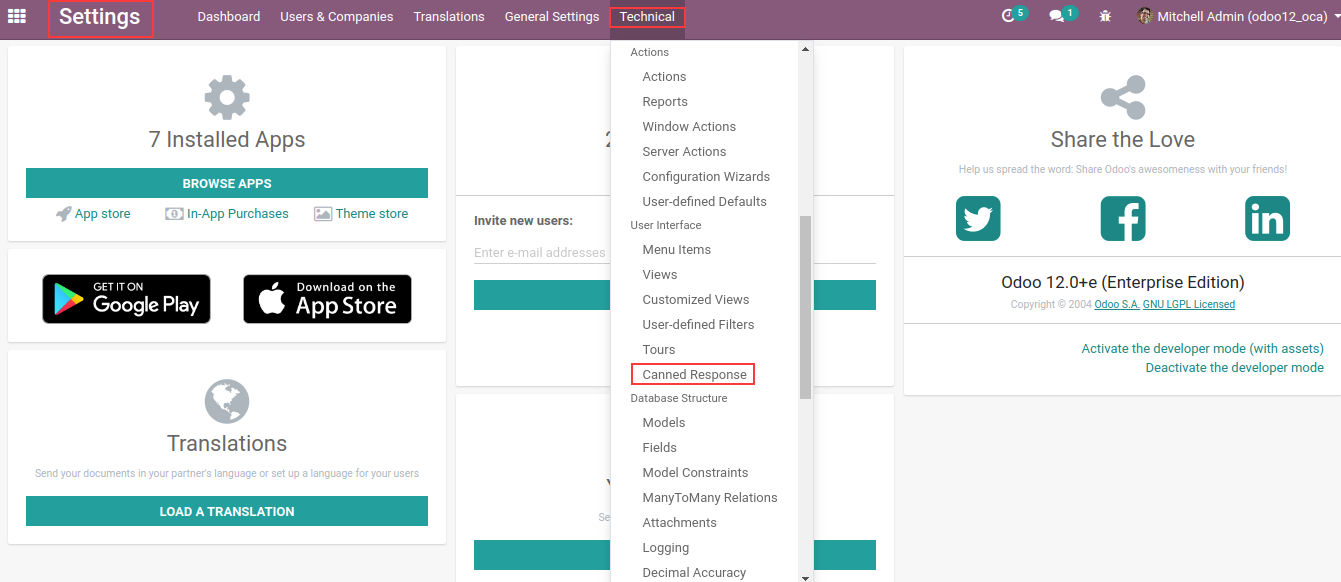 Settings
Dashboard
Users & Companies
Translations
General Settings
Technical
5
1
Mitchell Admin (odoo12_oca)
7 Installed Apps
BROWSE APPS
App store
In-App Purchases
Theme store
GET IT ON
Google Play
Download on the
App Store
Translations
Send your documents in your partner's language or set up a language for your users
LOAD A TRANSLATION
Invite new users:
Enter e-mail addresses
Actions
Actions
Reports
Window Actions
Server Actions
Configuration Wizards
User-defined Defaults
User Interface
Menu Items
Views
Customized Views
User-defined Filters
Tours
Canned Response
Database Structure
Models
Fields
Model Constraints
ManyToMany Relations
Attachments
Logging
Decimal Accuracy
Share the Love
Help us spread the word: Share Odoo's awesomeness with your friends!
Odoo 12.0+e (Enterprise Edition)
Copyright © 2004 Odoo S.A. GNU LGPL Licensed
Activate the developer mode (with assets)
Deactivate the developer mode